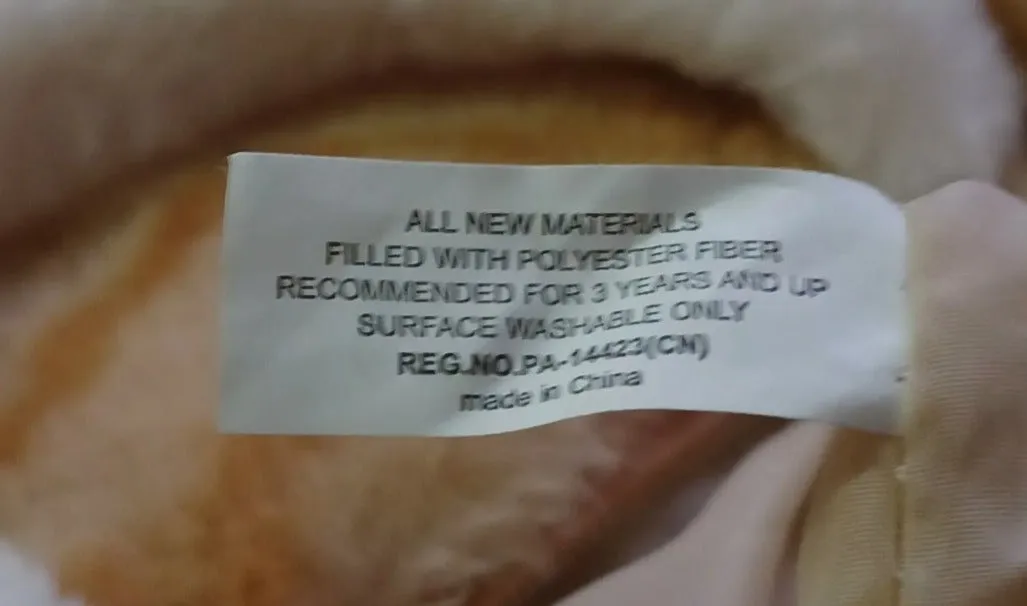 ALL NEW MATERIALS
FILLED WITH POLYESTER FIBER
RECOMMENDED FOR 3 YEARS AND UP
SURFACE WASHABLE ONLY
REG.NO.PA-14423(CN)
made in China